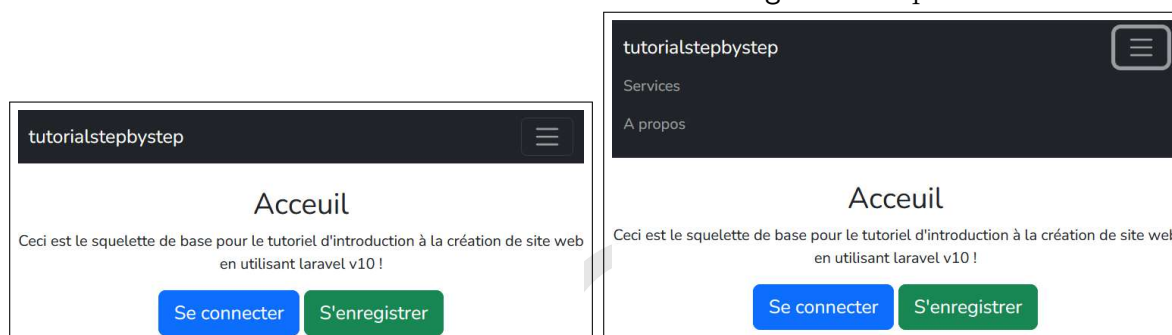 tutorialstepbystep
Acceuil
Ceci est le squelette de base pour le tutoriel d'introduction à la création de site web
en utilisant laravel v10 !
Se connecter
S'enregistrer
tutorialstepbystep
Services
A propos
Acceuil
Ceci est le squelette de base pour le tutoriel d'introduction à la création de site web
en utilisant laravel v10 !
Se connecter
S'enregistrer